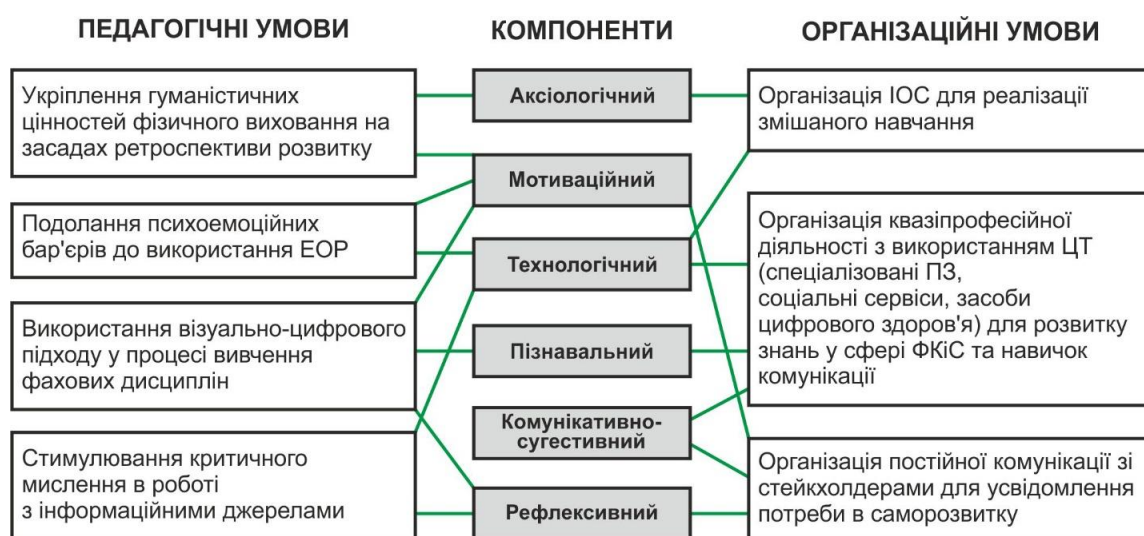 ПЕДАГОГІЧНІ УМОВИ
КОМПОНЕНТИ
ОРГАНІЗАЦІЙНІ УМОВИ
Укріплення гуманістичних
цінностей фізичного виховання на
засадах ретроспективи розвитку
Подолання психоемоційних
бар'єрів до використання ЕОР
Використання візуально-цифрового
підходу у процесі вивчення
фахових дисциплін
Стимулювання критичного
мислення в роботі
з інформаційними джерелами
Аксіологічний
Мотиваційний
Технологічний
Пізнавальний
Комунікативно-
сугестивний
Рефлексивний
Організація ІОС для реалізації
змішаного навчання
Організація квазіпрофесійної
діяльності з використанням ЦТ
(спеціалізовані ПЗ,
соціальні сервіси, засоби
цифрового здоров'я) для розвитку
знань у сфері ФКіС та навичок
комунікації
Організація постійної комунікації зі
стейкхолдерами для усвідомлення
потреби в саморозвитку